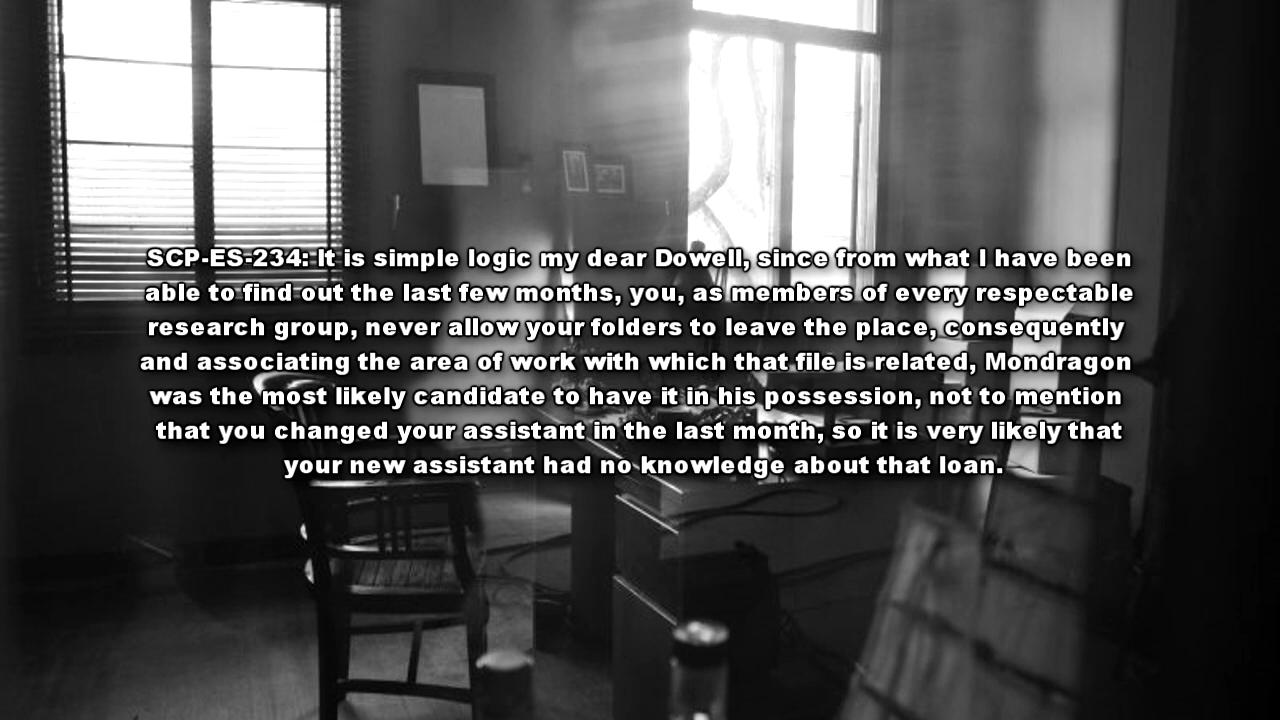 SCP-ES-234: It is simple logic my dear Dowell, since from what I have been
able to find out the last few months, you, as members of every respectable
research group, never allow your folders to leave the place, consequently
and associating the area of work with which that file is related, Mondragon
was the most likely candidate to have it in his possession, not to mention
that you changed your assistant in the last month, so it is very likely that
your new assistant had no knowledge about that loan.